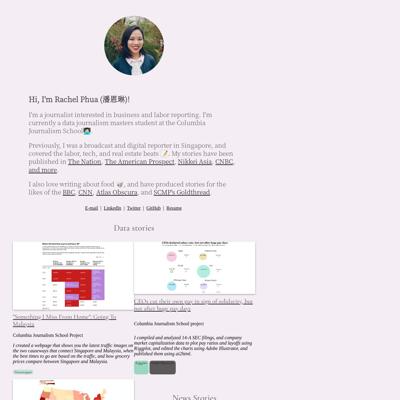 Hi, I'm Rachel Phua (潘恩琳)!
I'm a journalist interested in business and labor reporting. I'm
currently a data journalism masters student at the Columbia
Journalism School
Previously, I was a broadcast and digital reporter in Singapore, and
covered the labor, tech, and real estate beats. My stories have been
published in The Nation, The American Prospect, Nikkei Asia, CNBC,
and more.
I also love writing about food, and have produced stories for the
likes of the BBC, CNN, Atlas Obscura, and SCMP's Goldthread.
E-mail | LinkedIn | Twitter | GitHub | Resume
Data stories
"Something I Miss From Home": Going To
Malaysia
Columbia Journalism School Project
I created a webpage that shows you the latest traffic images on
the two causeways that connect Singapore and Malaysia, when
the best times to go are based on the traffic, and how grocery
prices compare between Singapore and Malaysia.
CEOs cut their own pay in sign of solidarity, but
not after huge pay days
Columbia Journalism School project
I compiled and analyzed 14-A SEC filings, and company
market capitalization data to plot pay ratios and layoffs using
R/ggplot, and edited the charts using Adobe Illustrator, and
published them using ai2html.
News Stories